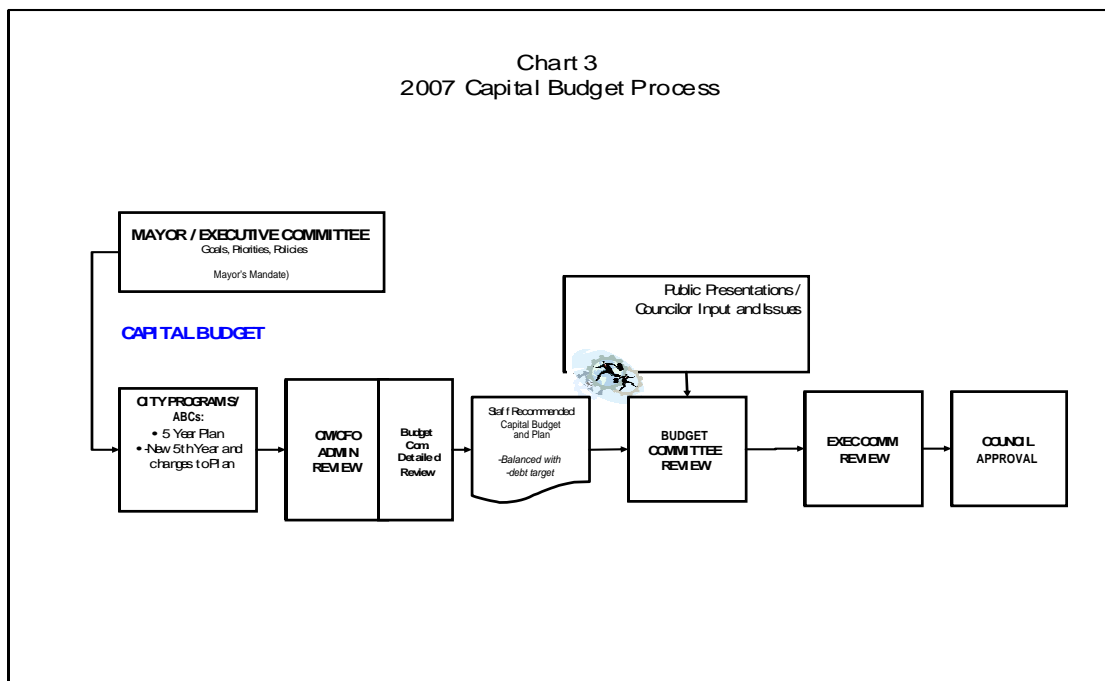 Chart 3
2007 Capital Budget Process
MAYOR / EXECUTIVE COMMITTEE
Goals, Priorities, Policies
Mayor's Mandate)
CAPITAL BUDGET
Public Presentations /
Councilor Input and Issues
CITY PROGRAMS/
ABCs:
• 5 Year Plan
• -New 5th Year and
changes to Plan
CM/CFO
ADMIN
REVIEW
Budget
Com.
Detailed
Review
Staff Recommended
Capital Budget
and Plan
-Balanced with
-debt target
BUDGET
COMMITTEE
REVIEW
EXEC COMM
REVIEW
COUNCIL
APPROVAL